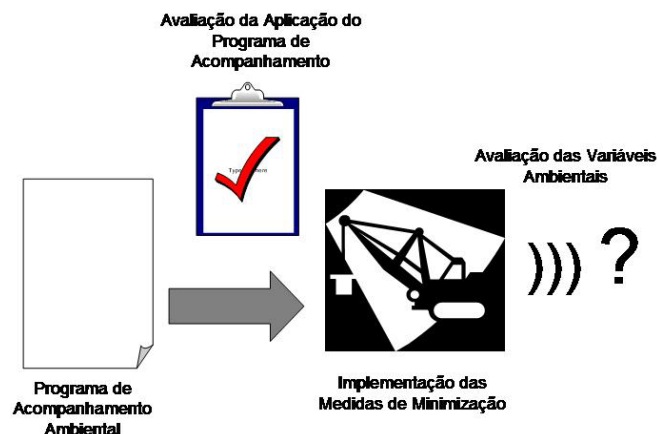 Avaliação da Aplicação do
Programa de
Acompanhamento
Avaliação das Variáveis
Ambientais
))) ?
Programa de
Acompanhamento
Ambiental
Implementação das
Medidas de Minimização